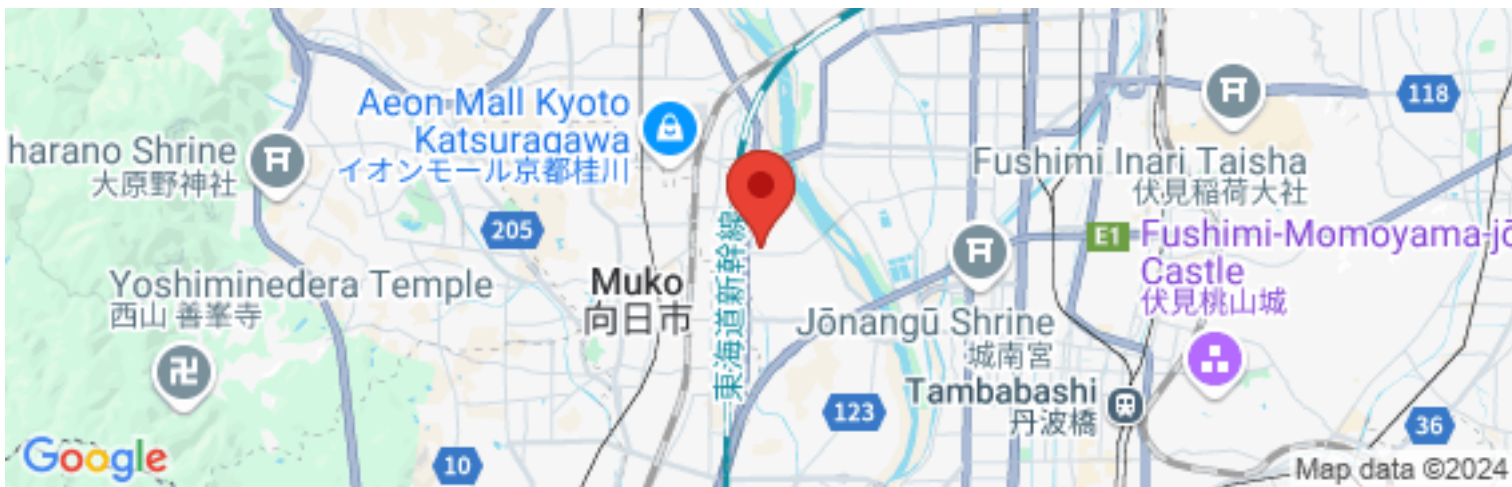 Aeon Mall Kyoto
Katsuragawa
イオンモール京都桂川
118
harano Shrine
大原野神社
Fushimi Inari Taisha
伏見稲荷大社
205
E1
Fushimi-Momoyama-jō
Castle
伏見桃山城
東海道新幹線
Muko
向日市
Yoshiminedera Temple
西山 善峯寺
Jōnangū Shrine
城南宮
Tambabashi
丹波橋
123
36
10
Google
Map data ©2024